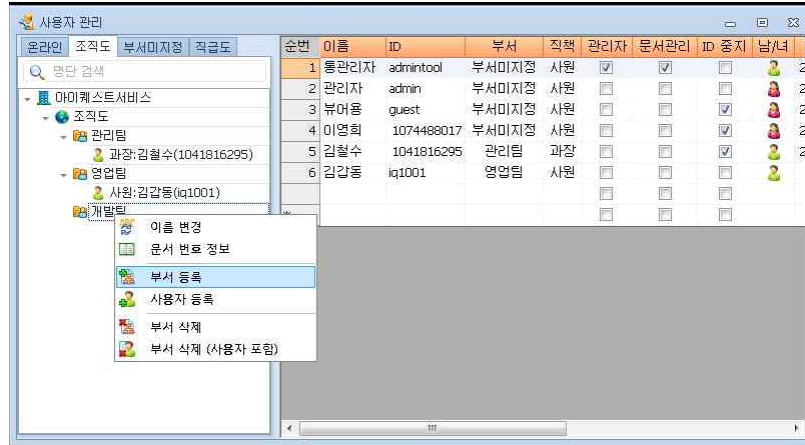 사용자 관리
온라인 조직도 부서미지정 직급도
명단 검색
아이퀘스트서비스
조직도
관리팀
과장:김철수(1041816295)
영업팀
사원:김갑동(iq1001)
개발팀
이름 변경
문서 번호 정보
부서 등록
사용자 등록
부서 삭제
부서 삭제 (사용자 포함)
순번 이름 ID 부서 직책 관리자 문서관리 ID 중지 남/녀
1 통관리자 admintool 부서미지정 사원 2
2 관리자 admin 부서미지정 사원 2
3 뷰어용 guest 부서미지정 사원 2
4 이영희 1074488017 부서미지정 사원 2
5 김철수 1041816295 관리팀 과장 2
6 김갑동 iq1001 영업팀 사원